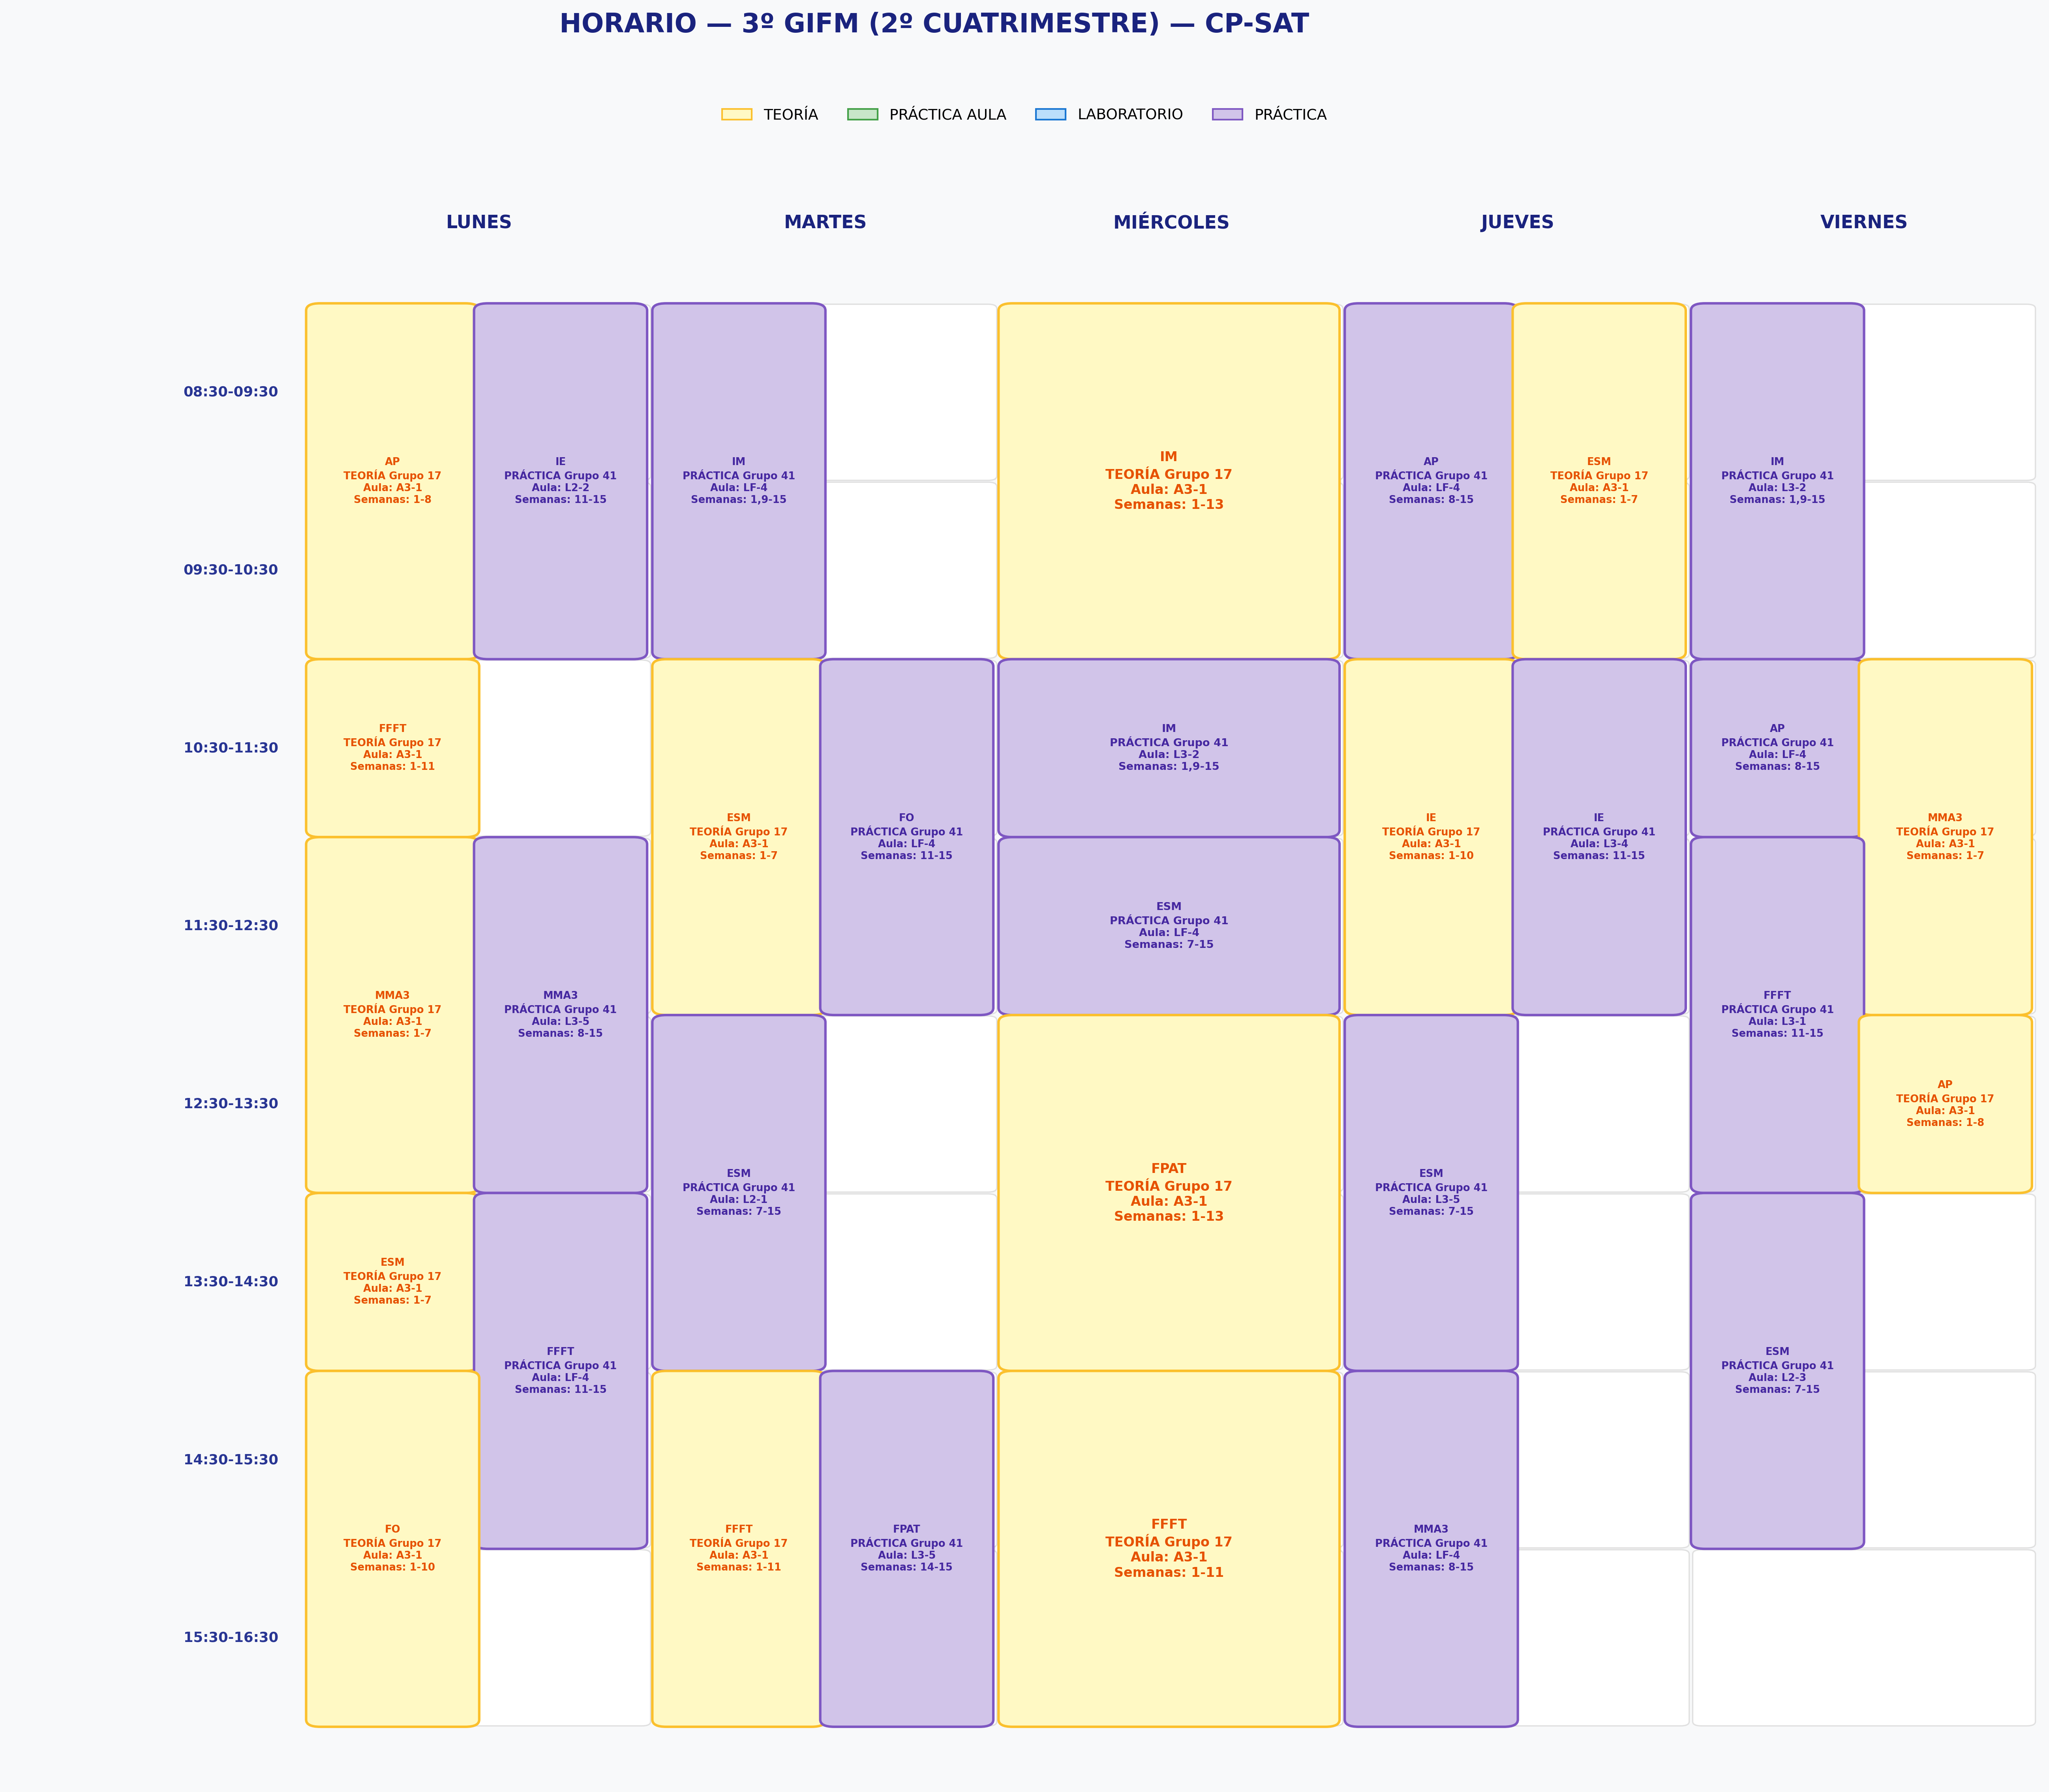 HORARIO — 3º GIFM (2º CUATRIMESTRE) — CP-SAT
TEORÍA
PRÁCTICA AULA
LABORATORIO
PRÁCTICA
LUNES
MARTES
MIÉRCOLES
JUEVES
VIERNES
08:30-09:30
09:30-10:30
10:30-11:30
11:30-12:30
12:30-13:30
13:30-14:30
14:30-15:30
15:30-16:30
AP
TEORÍA Grupo 17
Aula: A3-1
Semanas: 1-8
IE
PRÁCTICA Grupo 41
Aula: L2-2
Semanas: 11-15
FFFT
TEORÍA Grupo 17
Aula: A3-1
Semanas: 1-11
MMA3
TEORÍA Grupo 17
Aula: A3-1
Semanas: 1-7
MMA3
PRÁCTICA Grupo 41
Aula: L3-5
Semanas: 8-15
ESM
TEORÍA Grupo 17
Aula: A3-1
Semanas: 1-7
FFFT
PRÁCTICA Grupo 41
Aula: LF-4
Semanas: 11-15
FO
TEORÍA Grupo 17
Aula: A3-1
Semanas: 1-10
IM
PRÁCTICA Grupo 41
Aula: LF-4
Semanas: 1,9-15
ESM
TEORÍA Grupo 17
Aula: A3-1
Semanas: 1-7
FO
PRÁCTICA Grupo 41
Aula: LF-4
Semanas: 11-15
ESM
PRÁCTICA Grupo 41
Aula: L2-1
Semanas: 7-15
FFFT
TEORÍA Grupo 17
Aula: A3-1
Semanas: 1-11
FPAT
PRÁCTICA Grupo 41
Aula: L3-5
Semanas: 14-15
IM
TEORÍA Grupo 17
Aula: A3-1
Semanas: 1-13
IM
PRÁCTICA Grupo 41
Aula: L3-2
Semanas: 1,9-15
ESM
PRÁCTICA Grupo 41
Aula: LF-4
Semanas: 7-15
FPAT
TEORÍA Grupo 17
Aula: A3-1
Semanas: 1-13
FFFT
TEORÍA Grupo 17
Aula: A3-1
Semanas: 1-11
AP
PRÁCTICA Grupo 41
Aula: LF-4
Semanas: 8-15
ESM
TEORÍA Grupo 17
Aula: A3-1
Semanas: 1-7
IE
TEORÍA Grupo 17
Aula: A3-1
Semanas: 1-10
IE
PRÁCTICA Grupo 41
Aula: L3-4
Semanas: 11-15
ESM
PRÁCTICA Grupo 41
Aula: L3-5
Semanas: 7-15
MMA3
PRÁCTICA Grupo 41
Aula: LF-4
Semanas: 8-15
IM
PRÁCTICA Grupo 41
Aula: L3-2
Semanas: 1,9-15
AP
PRÁCTICA Grupo 41
Aula: LF-4
Semanas: 8-15
MMA3
TEORÍA Grupo 17
Aula: A3-1
Semanas: 1-7
FFFT
PRÁCTICA Grupo 41
Aula: L3-1
Semanas: 11-15
AP
TEORÍA Grupo 17
Aula: A3-1
Semanas: 1-8
ESM
PRÁCTICA Grupo 41
Aula: L2-3
Semanas: 7-15